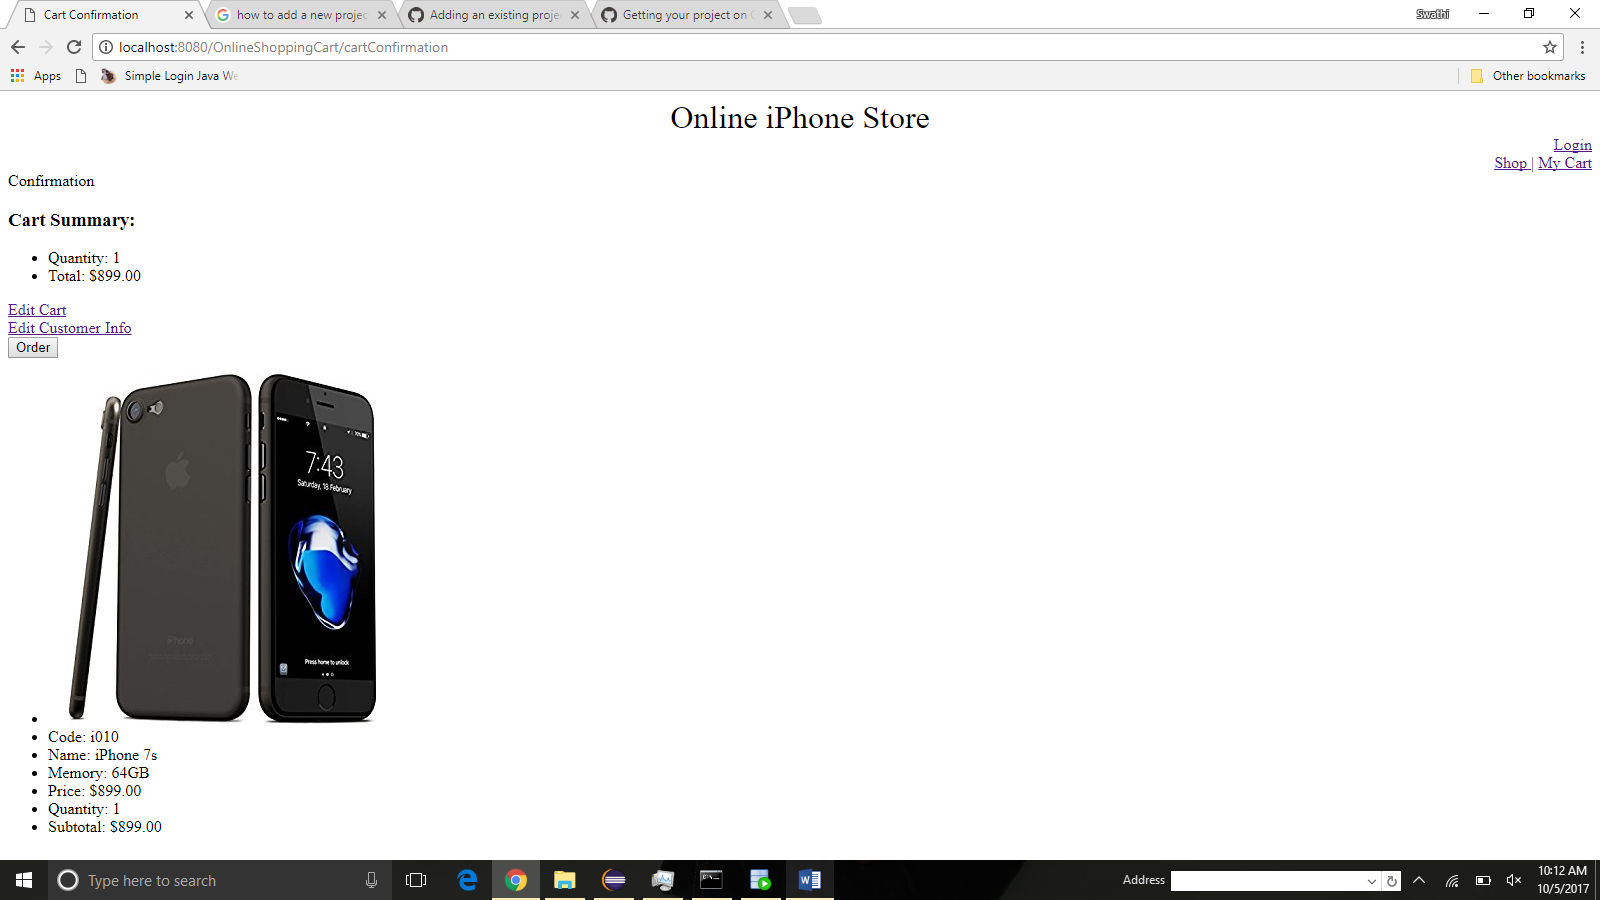 Cart Confirmation
how to add a new projec
Adding an existing proje
Getting your project on
Swathi
localhost:8080/OnlineShoppingCart/cartConfirmation
Apps
Simple Login Java We
Other bookmarks
Online iPhone Store
Login
Shop | My Cart
Confirmation
Cart Summary:
Quantity: 1
Total: $899.00
Edit Cart
Edit Customer Info
Order
7:43
Saturday, 18 February
iPhone
Press home to unlock
Code: i010
Name: iPhone 7s
Memory: 64GB
Price: $899.00
Quantity: 1
Subtotal: $899.00
Type here to search
Address
10:12 AM
10/5/2017